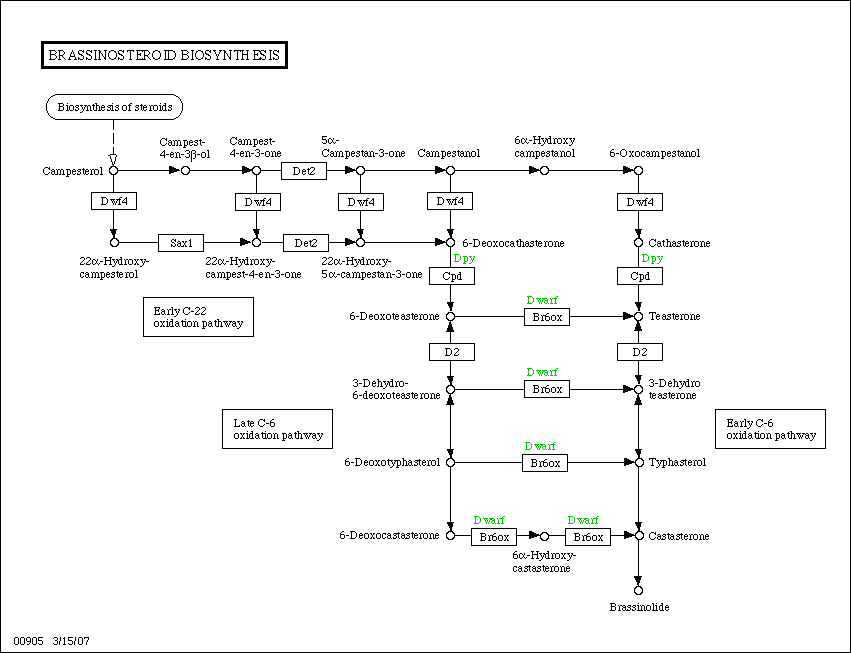 BRASSINOSTEROID BIOSYNTHESIS
Biosynthesis of steroids
Campest-
4-en-3β-ol
Campest-
4-en-3-one
5α-
Campestan-3-one
Campestanol
6α-Hydroxy
campestanol
6-Oxocampestanol
Campesterol
Det2
Dwf4
Dwf4
Dwf4
Dwf4
Dwf4
Sax1
Det2
6-Deoxocathasterone
Cathasterone
22α-Hydroxy-
campesterol
22α-Hydroxy-
campest-4-en-3-one
22α-Hydroxy-
5α-campestan-3-one
Dpy
Cpd
Dpy
Cpd
Early C-22
oxidation pathway
Dwarf
6-Deoxoteasterone
Br6ox
Teasterone
D2
D2
Dwarf
3-Dehydro-
6-deoxoteasterone
Br6ox
3-Dehydro
teasterone
Late C-6
oxidation pathway
Early C-6
oxidation pathway
Dwarf
6-Deoxotyphasterol
Br6ox
Typhasterol
Dwarf
Dwarf
6-Deoxocastasterone
Br6ox
Br6ox
Castasterone
6α-Hydroxy-
castasterone
Brassinolide
00905 3/15/07